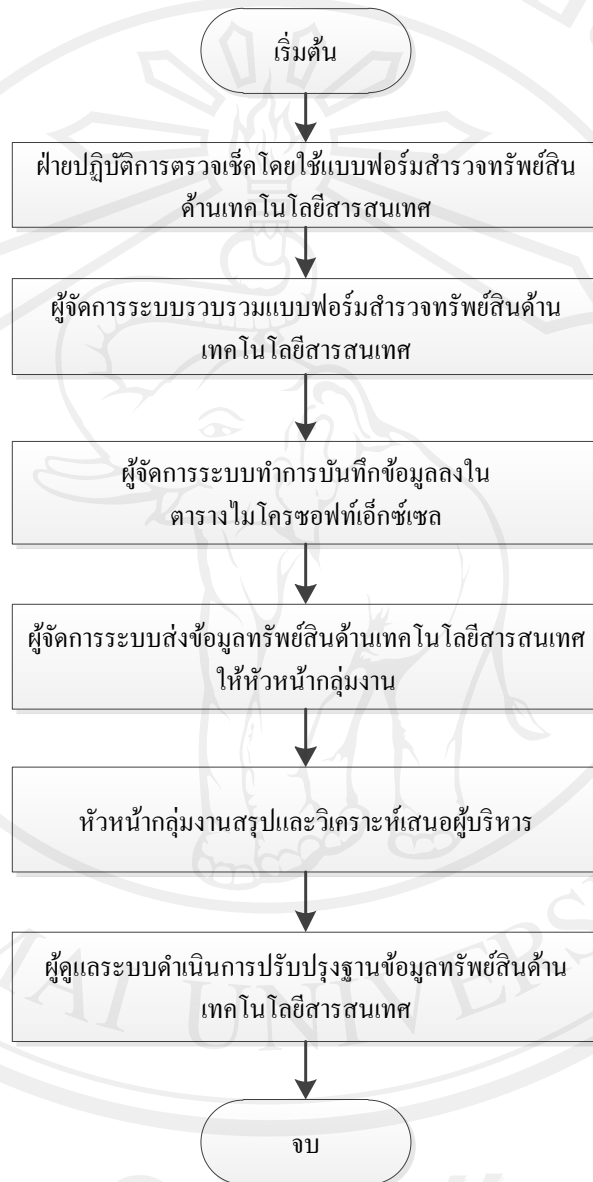 เริ่มต้น
ฝ่ายปฏิบัติการตรวจเช็คโดยใช้แบบฟอร์มสำรวจทรัพย์สิน
ด้านเทคโนโลยีสารสนเทศ
ผู้จัดการระบบรวบรวมแบบฟอร์มสำรวจทรัพย์สินด้าน
เทคโนโลยีสารสนเทศ
ผู้จัดการระบบทำการบันทึกข้อมูลลงใน
ตารางไมโครซอฟท์เอ็กซ์เซล
ผู้จัดการระบบส่งข้อมูลทรัพย์สินด้านเทคโนโลยีสารสนเทศ
ให้หัวหน้ากลุ่มงาน
หัวหน้ากลุ่มงานสรุปและวิเคราะห์เสนอผู้บริหาร
ผู้ดูแลระบบดำเนินการปรับปรุงฐานข้อมูลทรัพย์สินด้าน
เทคโนโลยีสารสนเทศ
MAI UNIVERS
จบ